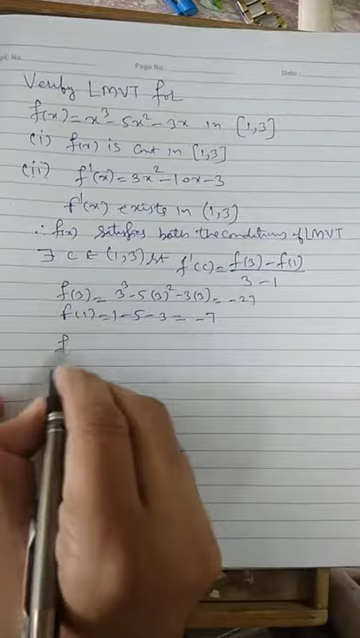 pt. No.
Page No.
Date
Verify LMVT for
f(x) = x³ - 5x² - 3x in [1,3]
(i) f(x) is cnt in [1,3]
(ii) f'(x) = 3x² - 10x - 3
f'(x) exists in (1,3)
∴ f(x) satisfies both the conditions of LMVT
∃ c ∈ (1,3) st f'(c) = f(3) - f(1) / 3 - 1
f(3) = 3³ - 5(3)² - 3(3) = -27
f(1) = 1 - 5 - 3 = -7
f